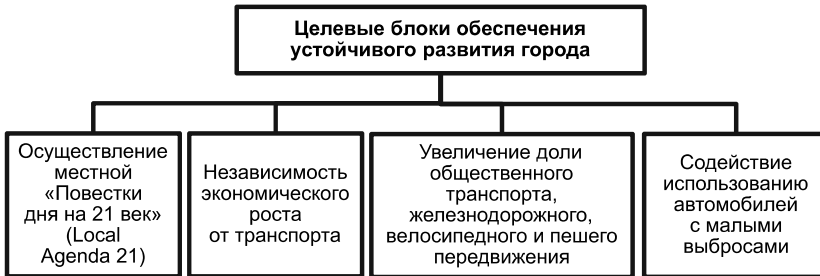 Целевые блоки обеспечения
устойчивого развития города
Осуществление
местной
«Повестки
дня на 21 век»
(Local
Agenda 21)
Независимость
экономического
роста
от транспорта
Увеличение доли
общественного
транспорта,
железнодорожного,
велосипедного и пешего
передвижения
Содействие
использованию
автомобилей
с малыми
выбросами